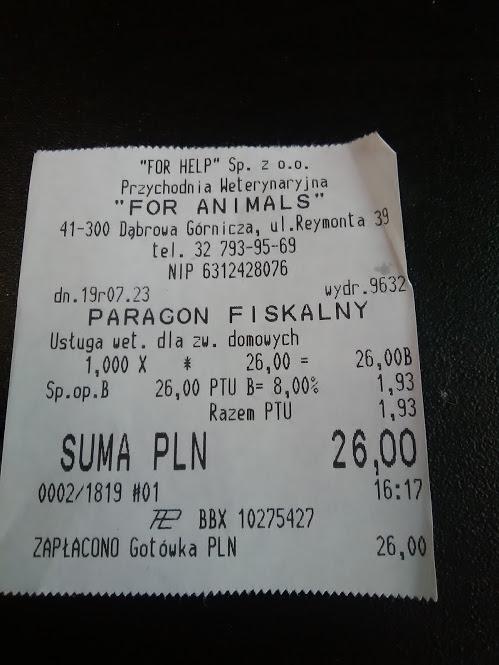 "FOR HELP" Sp. z o.o.
Przychodnia Weterynaryjna
"FOR ANIMALS"
41-300 Dąbrowa Górnicza, ul.Reymonta 39
tel. 32 793-95-69
NIP 6312428076
dn.19r07.23 wydr.9632
PARAGON FISKALNY
Usługa wet. dla zw. domowych
1,000 X * 26,00 = 26,00B
Sp.op.B 26,00 PTU B= 8,00% 1,93
Razem PTU 1,93
SUMA PLN 26,00
0002/1819 #01 16:17
BBX 10275427
ZAPŁACONO Gotówka PLN 26,00